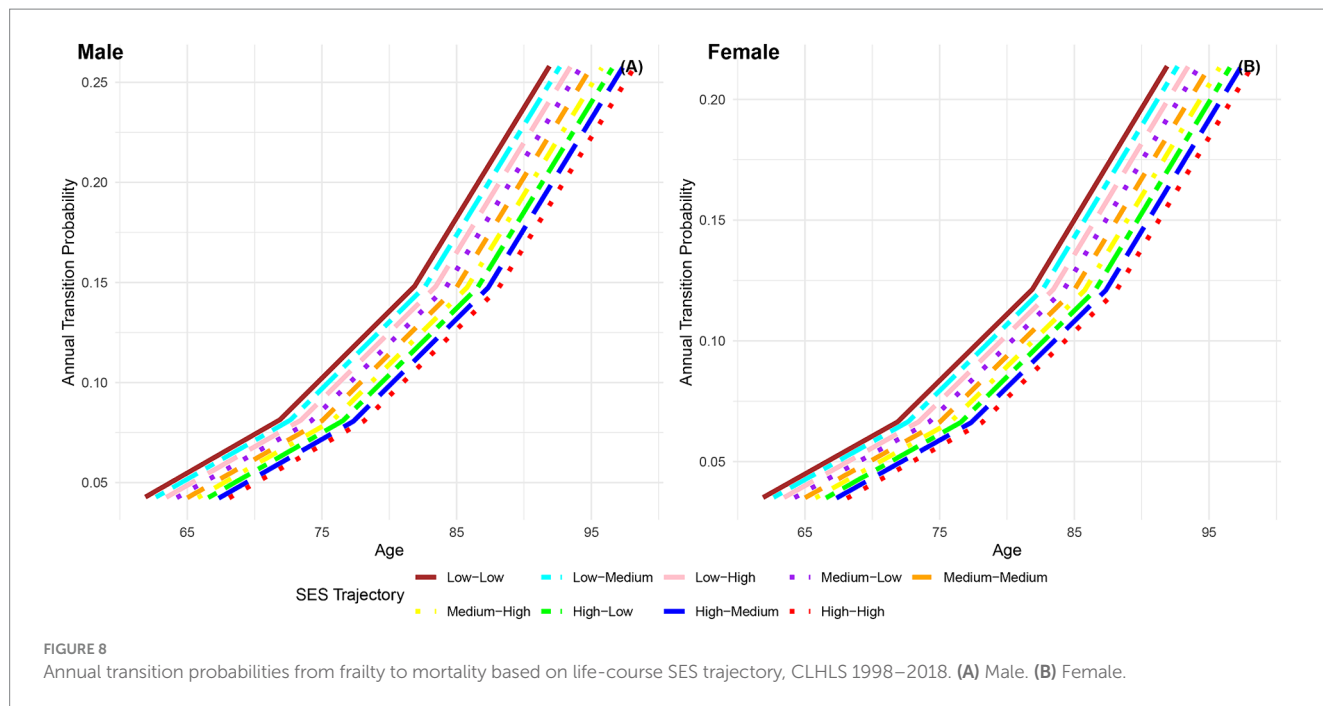 Male
(A)
0.25
0.20
0.15
0.10
0.05
Annual Transition Probability
65 75 85 95
Age
Female
(B)
0.20
0.15
0.10
0.05
Annual Transition Probability
65 75 85 95
Age
SES Trajectory
Low−Low Low−Medium Low−High Medium−Low Medium−Medium
Medium−High High−Low High−Medium High−High
FIGURE 8
Annual transition probabilities from frailty to mortality based on life-course SES trajectory, CLHLS 1998–2018. (A) Male. (B) Female.